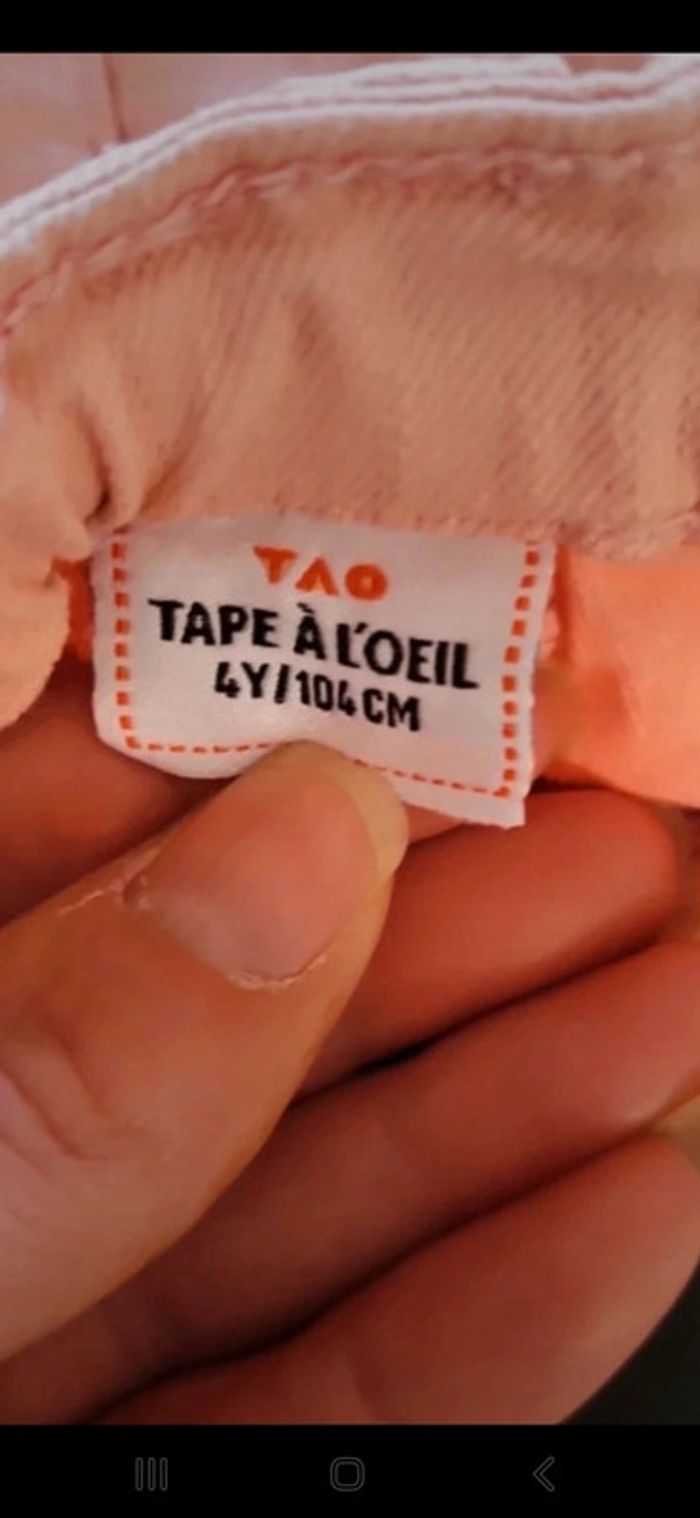 TAO
TAPE À L'OEIL
4Y/104CM